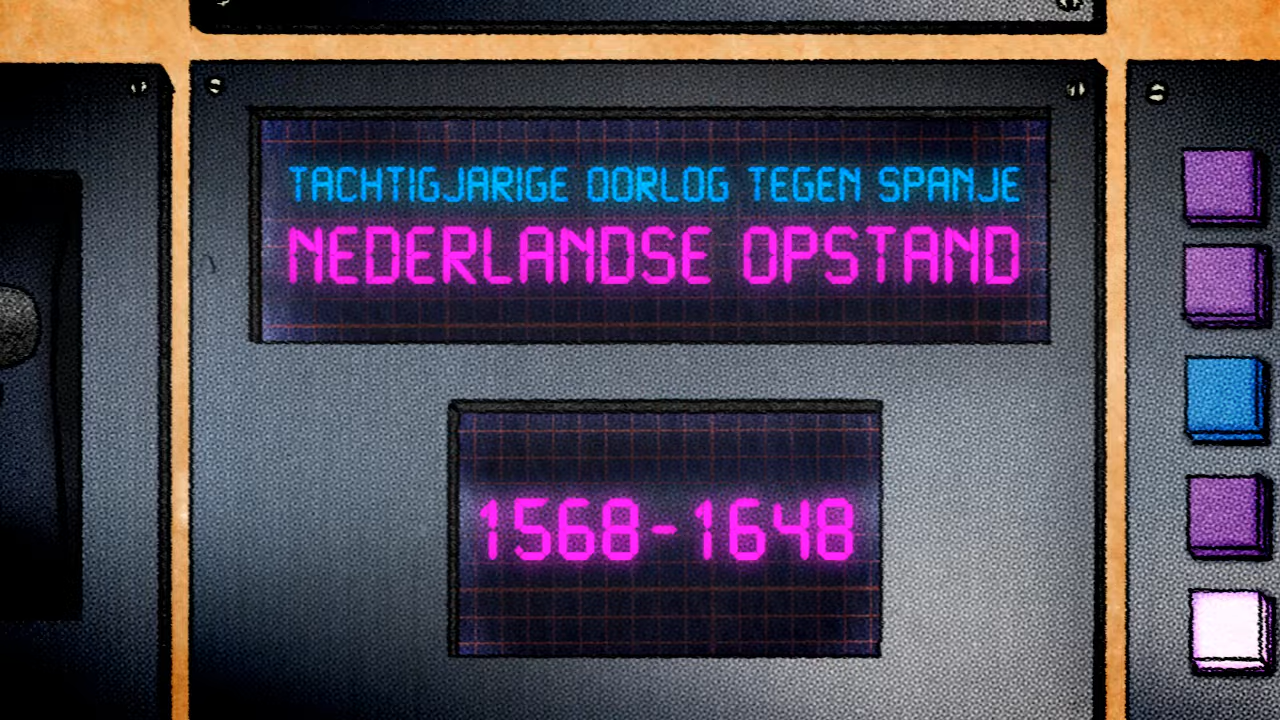 TACHTIGJARIGE OORLOG TEGEN SPANJE
NEDERLANDSE OPSTAND
1568-1648